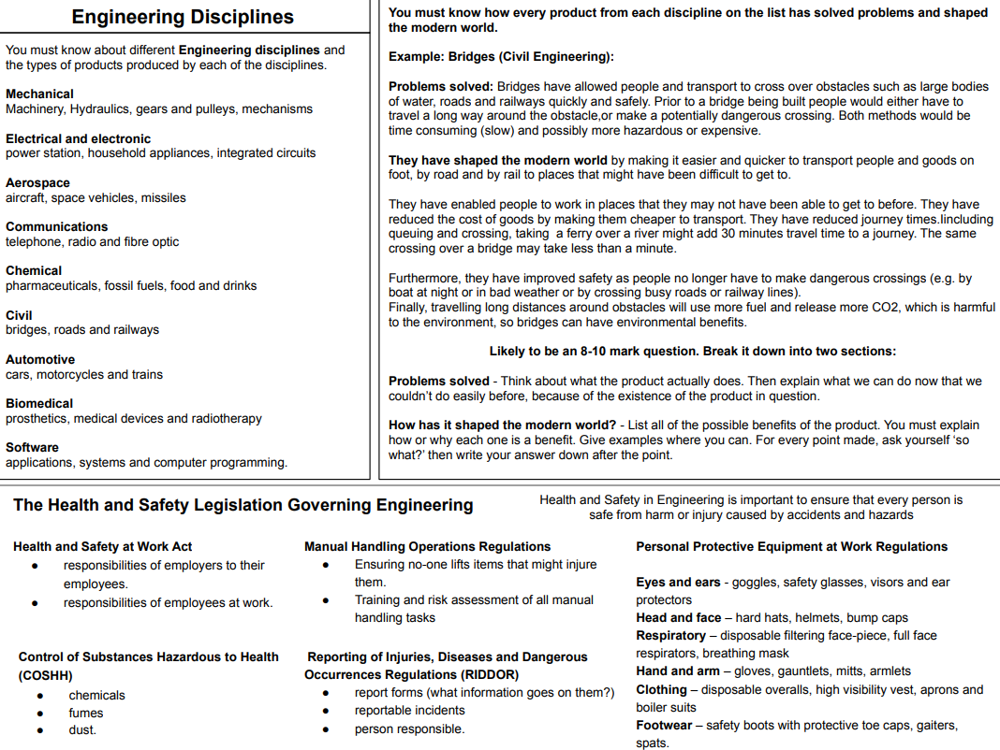 Engineering Disciplines
You must know about different Engineering disciplines and
the types of products produced by each of the disciplines.
Mechanical
Machinery, Hydraulics, gears and pulleys, mechanisms
Electrical and electronic
power station, household appliances, integrated circuits
Aerospace
aircraft, space vehicles, missiles
Communications
telephone, radio and fibre optic
Chemical
pharmaceuticals, fossil fuels, food and drinks
Civil
bridges, roads and railways
Automotive
cars, motorcycles and trains
Biomedical
prosthetics, medical devices and radiotherapy
Software
applications, systems and computer programming.
You must know how every product from each discipline on the list has solved problems and shaped
the modern world.
Example: Bridges (Civil Engineering):
Problems solved: Bridges have allowed people and transport to cross over obstacles such as large bodies
of water, roads and railways quickly and safely. Prior to a bridge being built people would either have to
travel a long way around the obstacle,or make a potentially dangerous crossing. Both methods would be
time consuming (slow) and possibly more hazardous or expensive.
They have shaped the modern world by making it easier and quicker to transport people and goods on
foot, by road and by rail to places that might have been difficult to get to.
They have enabled people to work in places that they may not have been able to get to before. They have
reduced the cost of goods by making them cheaper to transport. They have reduced journey times.Iincluding
queuing and crossing, taking  a ferry over a river might add 30 minutes travel time to a journey. The same
crossing over a bridge may take less than a minute.
Furthermore, they have improved safety as people no longer have to make dangerous crossings (e.g. by
boat at night or in bad weather or by crossing busy roads or railway lines).
Finally, travelling long distances around obstacles will use more fuel and release more CO2, which is harmful
to the environment, so bridges can have environmental benefits.
Likely to be an 8-10 mark question. Break it down into two sections:
Problems solved - Think about what the product actually does. Then explain what we can do now that we
couldn't do easily before, because of the existence of the product in question.
How has it shaped the modern world? - List all of the possible benefits of the product. You must explain
how or why each one is a benefit. Give examples where you can. For every point made, ask yourself 'so
what?' then write your answer down after the point.
The Health and Safety Legislation Governing Engineering
Health and Safety in Engineering is important to ensure that every person is
safe from harm or injury caused by accidents and hazards
Health and Safety at Work Act
● responsibilities of employers to their
employees.
● responsibilities of employees at work.
Control of Substances Hazardous to Health
(COSHH)
● chemicals
● fumes
● dust.
Manual Handling Operations Regulations
● Ensuring no-one lifts items that might injure
them.
● Training and risk assessment of all manual
handling tasks
Reporting of Injuries, Diseases and Dangerous
Occurrences Regulations (RIDDOR)
● report forms (what information goes on them?)
● reportable incidents
● person responsible.
Personal Protective Equipment at Work Regulations
Eyes and ears - goggles, safety glasses, visors and ear
protectors
Head and face – hard hats, helmets, bump caps
Respiratory – disposable filtering face-piece, full face
respirators, breathing mask
Hand and arm – gloves, gauntlets, mitts, armlets
Clothing – disposable overalls, high visibility vest, aprons and
boiler suits
Footwear – safety boots with protective toe caps, gaiters,
spats.